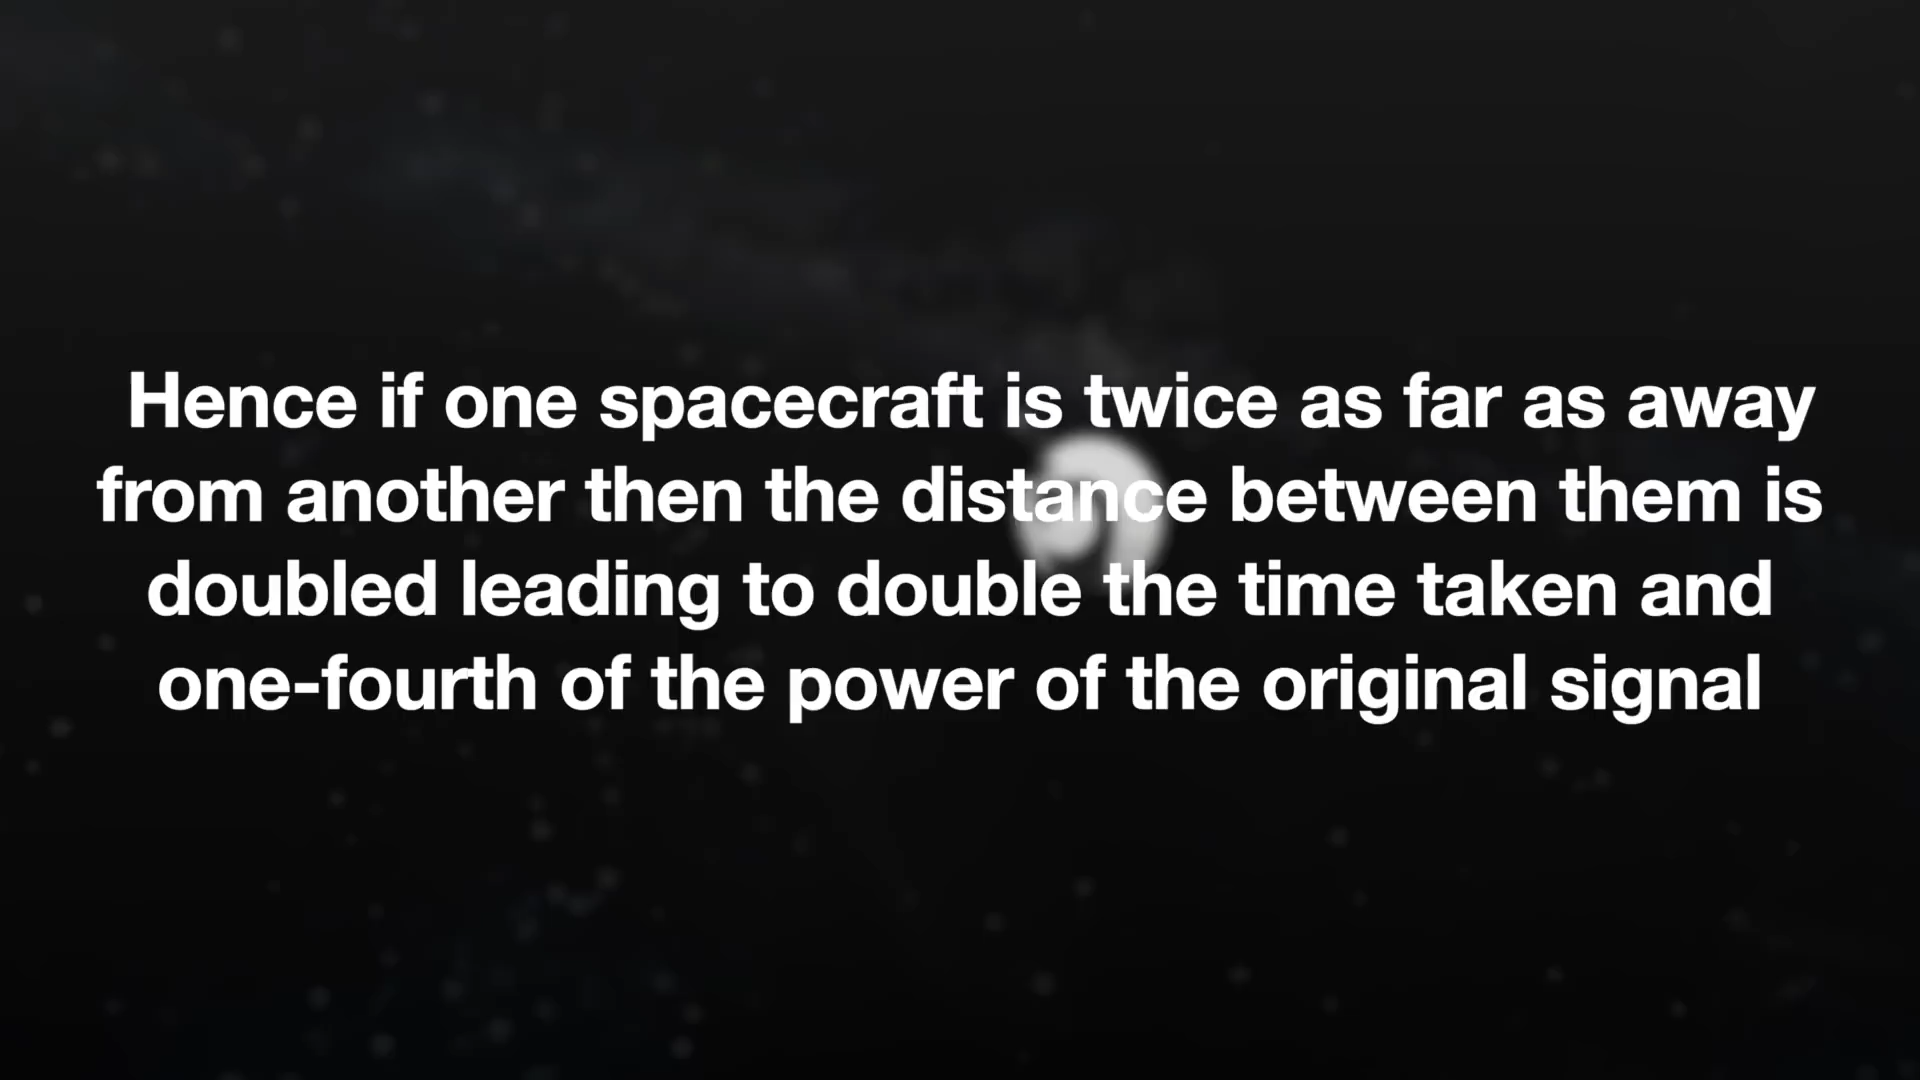 Hence if one spacecraft is twice as far as away
from another then the distance between them is
doubled leading to double the time taken and
one-fourth of the power of the original signal